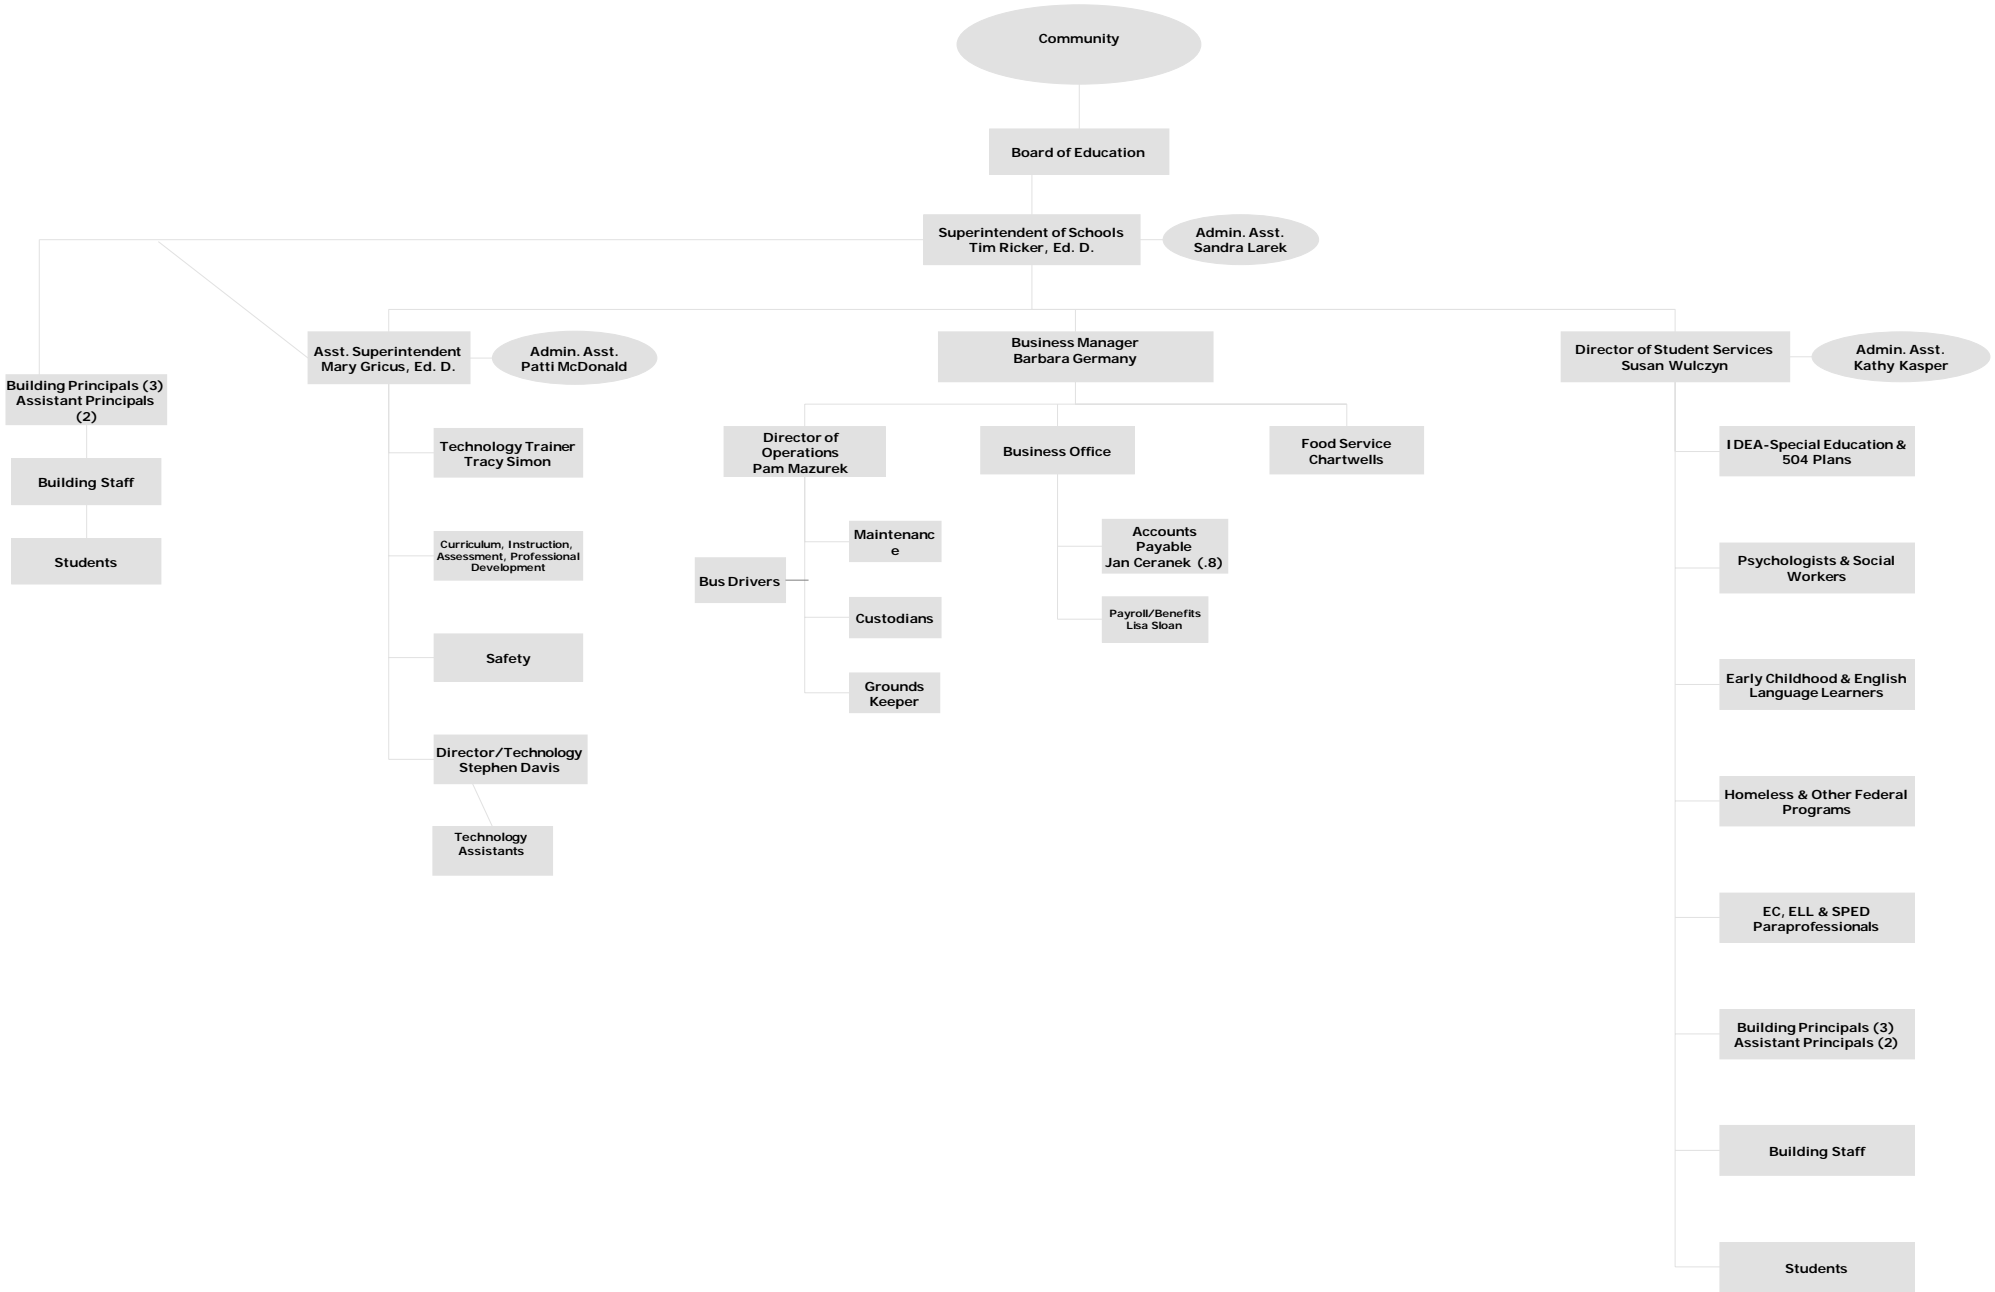 Community
Board of Education
Superintendent of Schools
Tim Ricker, Ed. D.
Admin. Asst.
Sandra Larek
Building Principals (3)
Assistant Principals
(2)
Building Staff
Students
Asst. Superintendent
Mary Gricus, Ed. D.
Admin. Asst.
Patti McDonald
Technology Trainer
Tracy Simon
Curriculum, Instruction,
Assessment, Professional
Development
Safety
Director/Technology
Stephen Davis
Technology
Assistants
Business Manager
Barbara Germany
Director of
Operations
Pam Mazurek
Maintenanc
e
Bus Drivers
Custodians
Grounds
Keeper
Business Office
Accounts
Payable
Jan Ceranek (.8)
Payroll/Benefits
Lisa Sloan
Food Service
Chartwells
Director of Student Services
Susan Wulczyn
Admin. Asst.
Kathy Kasper
IDEA-Special Education &
504 Plans
Psychologists & Social
Workers
Early Childhood & English
Language Learners
Homeless & Other Federal
Programs
EC, ELL & SPED
Paraprofessionals
Building Principals (3)
Assistant Principals (2)
Building Staff
Students